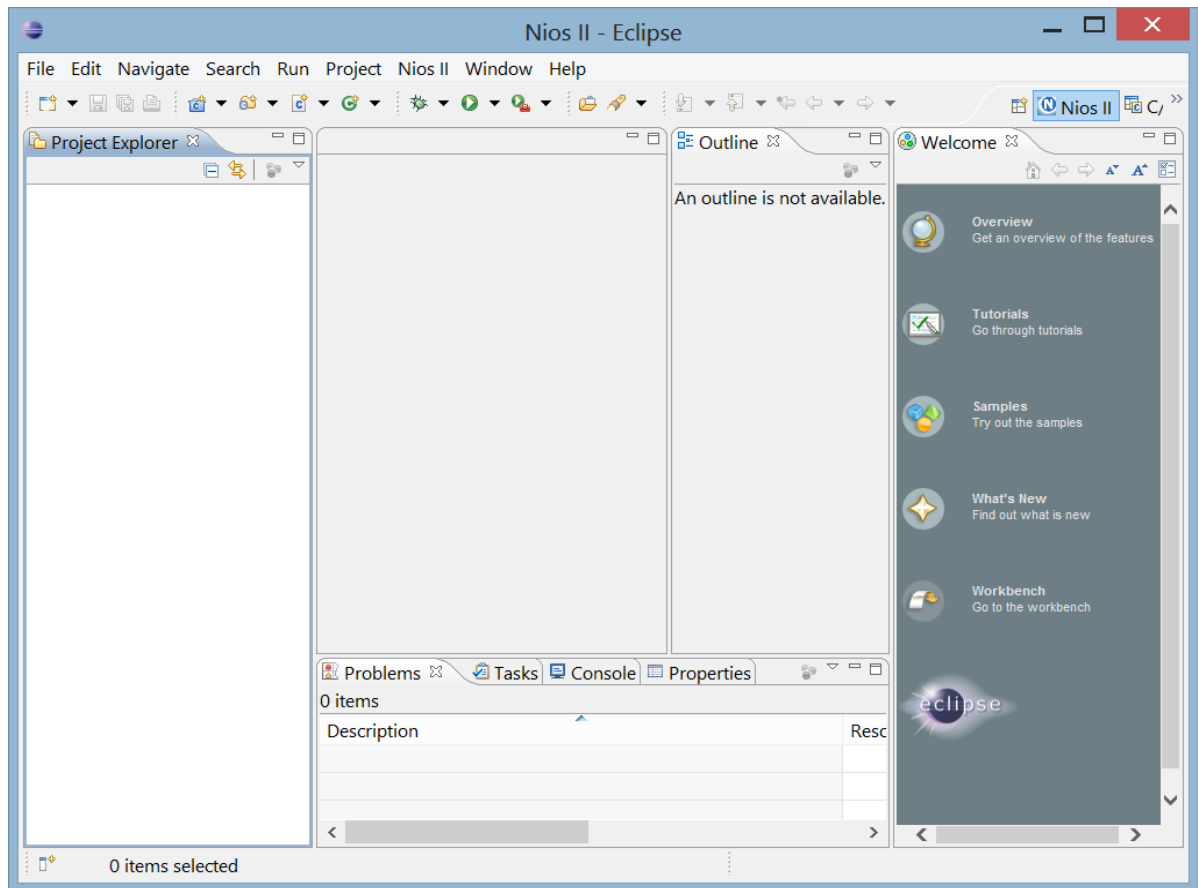 Nios II - Eclipse
File Edit Navigate Search Run Project Nios II Window Help
Nios II C/
Project Explorer
Outline
Welcome
An outline is not available.
Overview
Get an overview of the features
Tutorials
Go through tutorials
Samples
Try out the samples
What's New
Find out what is new
Workbench
Go to the workbench
eclipse
Problems Tasks Console Properties
0 items
Description Resc
0 items selected